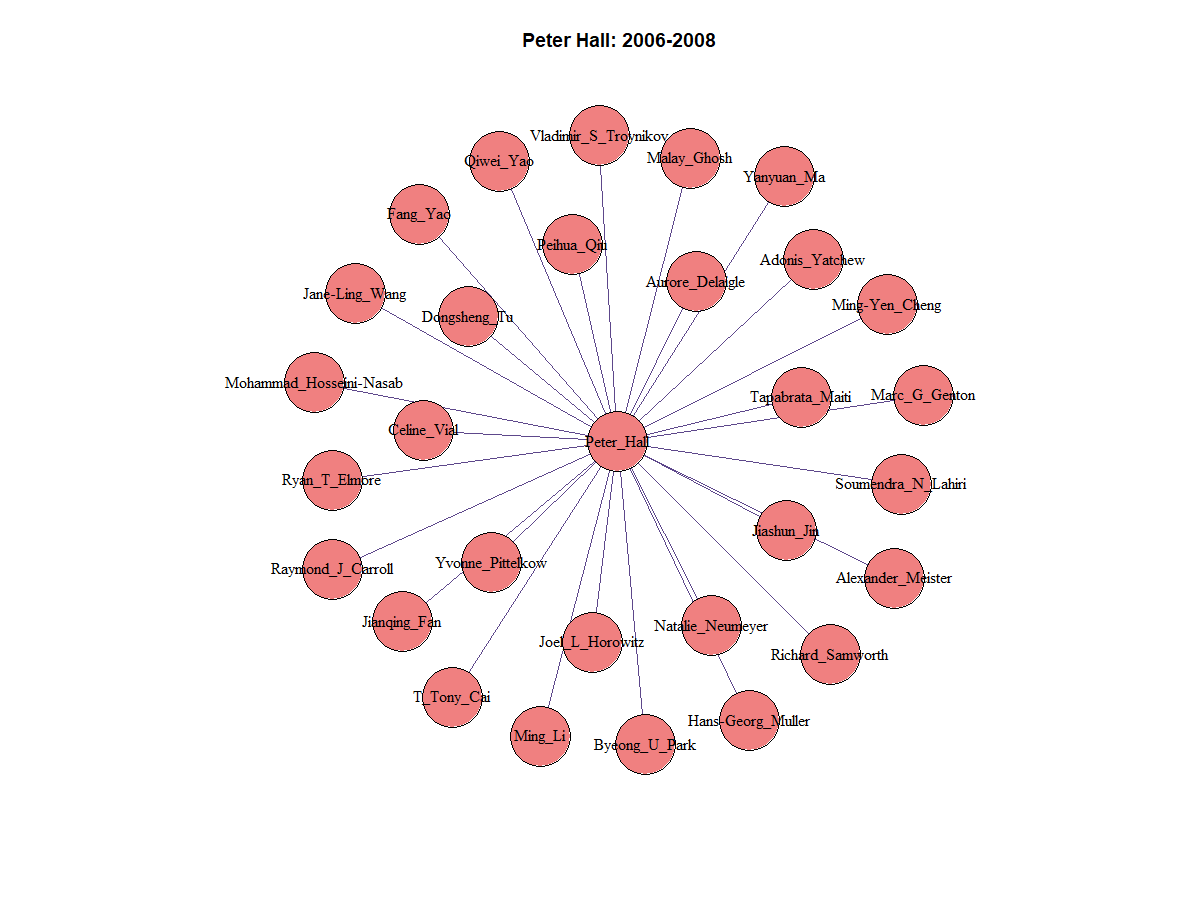 Peter Hall: 2006-2008
Vladimir_S_Troynikov
Qiwei_Yao
Malay_Ghosh
Yanyuan_Ma
Fang_Yao
Peihua_Qiu
Adonis_Yatchew
Aurore_Delaigle
Jane-Ling_Wang
Ming-Yen_Cheng
Dongsheng_Tu
Mohammad_Hosseini-Nasab
Tapabrata_Maiti
Marc_G_Genton
Celine_Vial
Peter_Hall
Ryan_T_Elmore
Soumendra_N_Lahiri
Jiashun_Jin
Yvonne_Pittelkow
Raymond_J_Carroll
Alexander_Meister
Jianqing_Fan
Natalie_Neumeyer
Joel_L_Horowitz
Richard_Samworth
T_Tony_Cai
Hans-Georg_Muller
Ming_Li
Byeong_U_Park